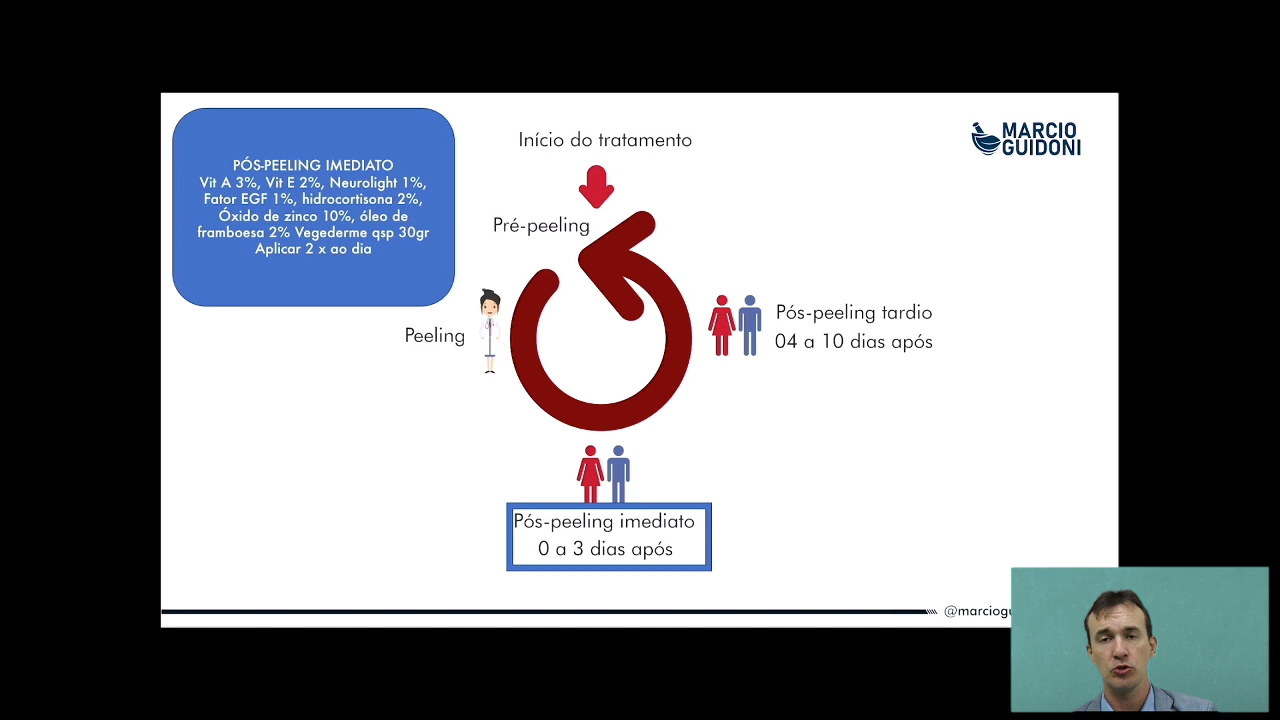 PÓS-PEELING IMEDIATO
Vit A 3%, Vit E 2%, Neurolight 1%,
Fator EGF 1%, hidrocortisona 2%,
Óxido de zinco 10%, óleo de
framboesa 2% Vegederme qsp 30gr
Aplicar 2 x ao dia
Início do tratamento
MARCIO
GUIDONI
Pré-peeling
Peeling
Pós-peeling tardio
04 a 10 dias após
Pós-peeling imediato
0 a 3 dias após